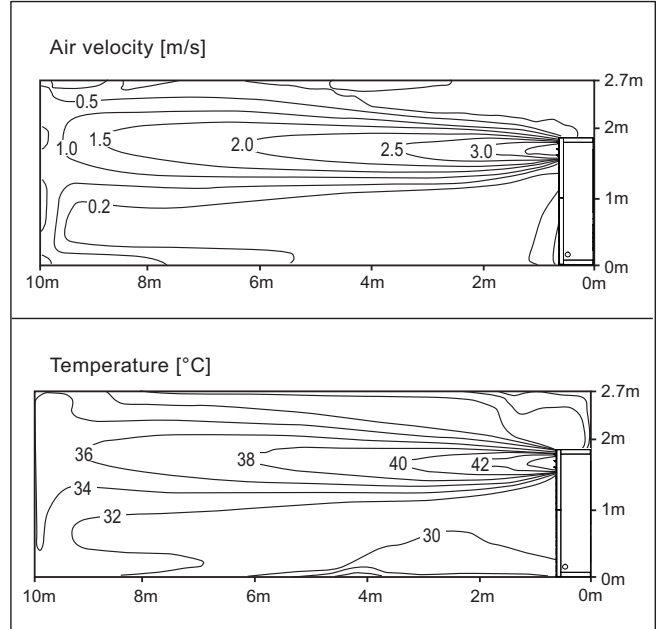 Air velocity [m/s]
2.7m
0.5
2m
1.5
1.0
2.0
2.5
3.0
1m
0.2
0m
10m
8m
6m
4m
2m
0m
Temperature [°C]
2.7m
2m
36
38
40
42
34
1m
32
30
0m
10m
8m
6m
4m
2m
0m